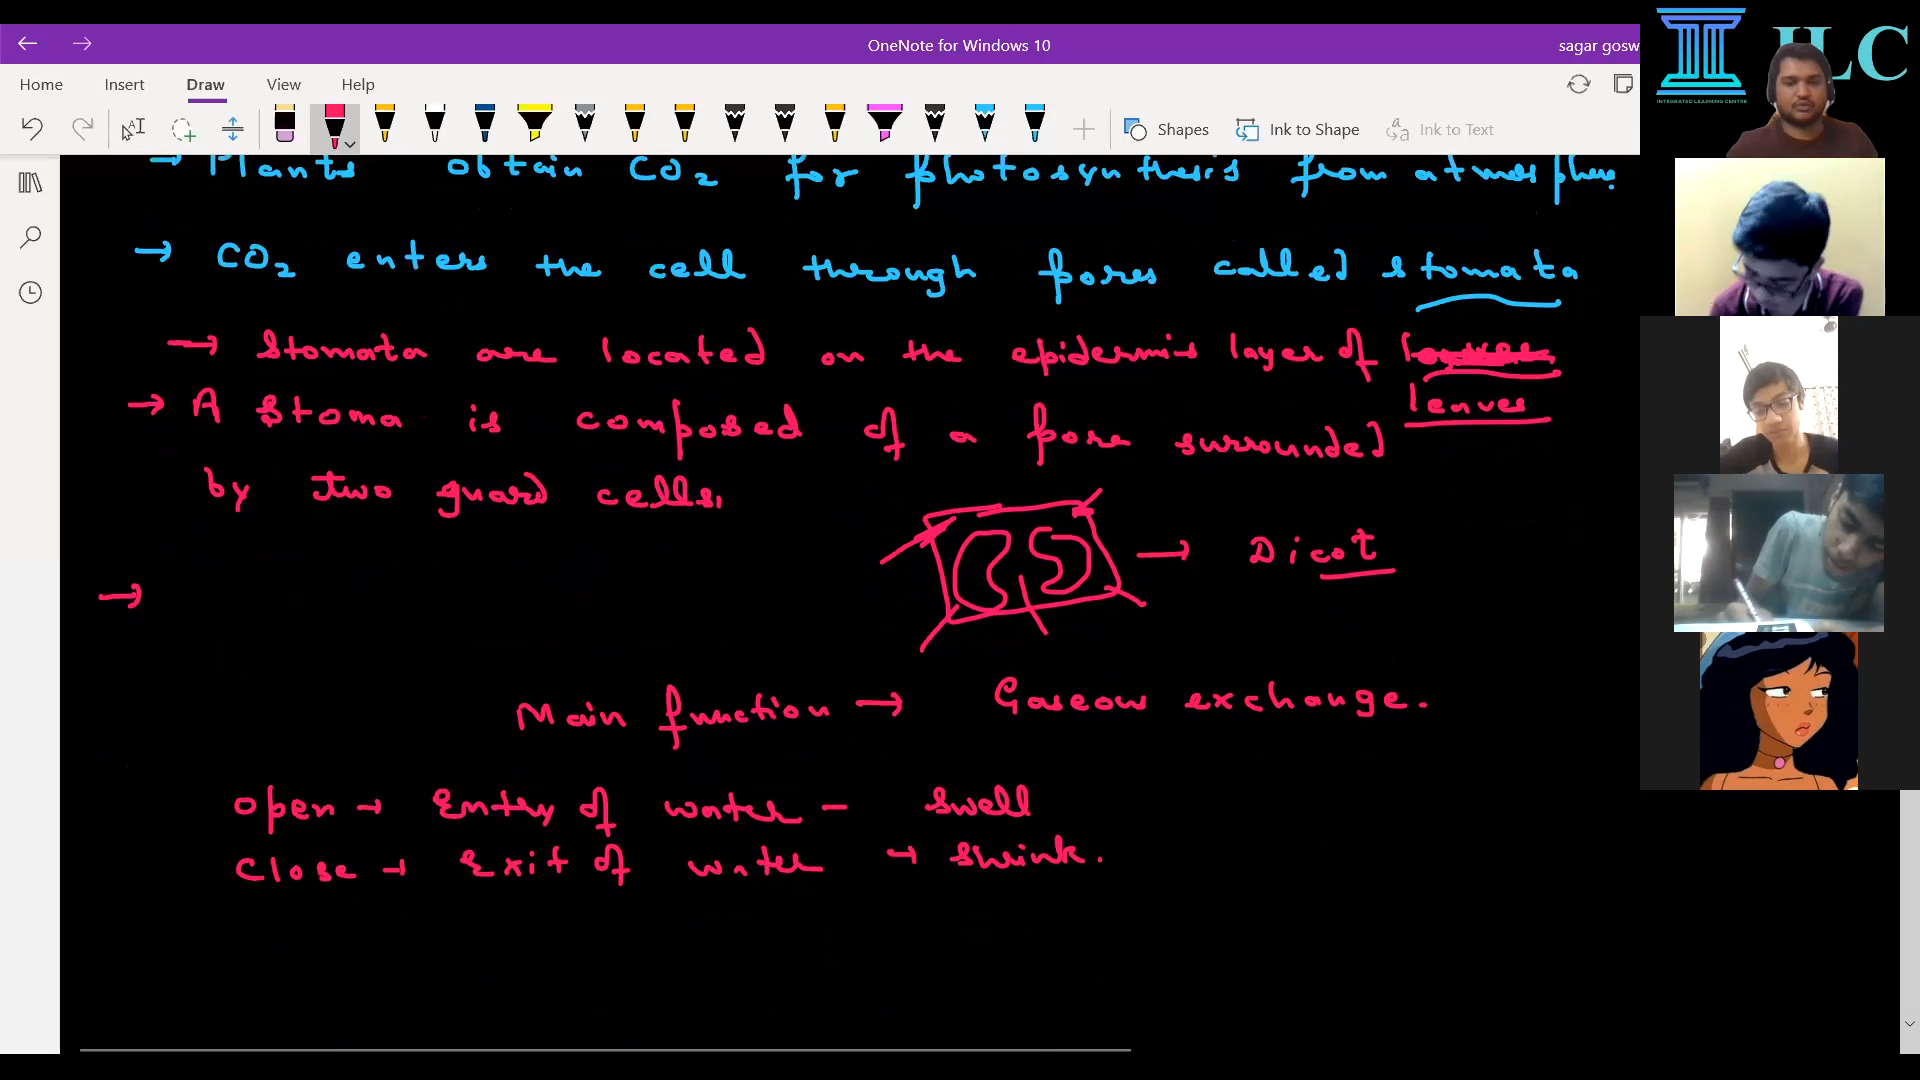 OneNote for Windows 10
sagar gosw
Home Insert Draw View Help
Shapes Ink to Shape Ink to Text
ILC
INTEGRATED LEARNING CENTRE
→ Plants obtain CO2 for photosynthesis from atmosphere
→ CO2 enters the cell through pores called stomata
→ Stomata are located on the epidermis layer of
leaves
→ A stoma is composed of a pore surrounded
by two guard cells.
→ Dicot
→
Main function → Gaseous exchange.
Open → Entry of water - swell
Close → Exit of water → shrink.